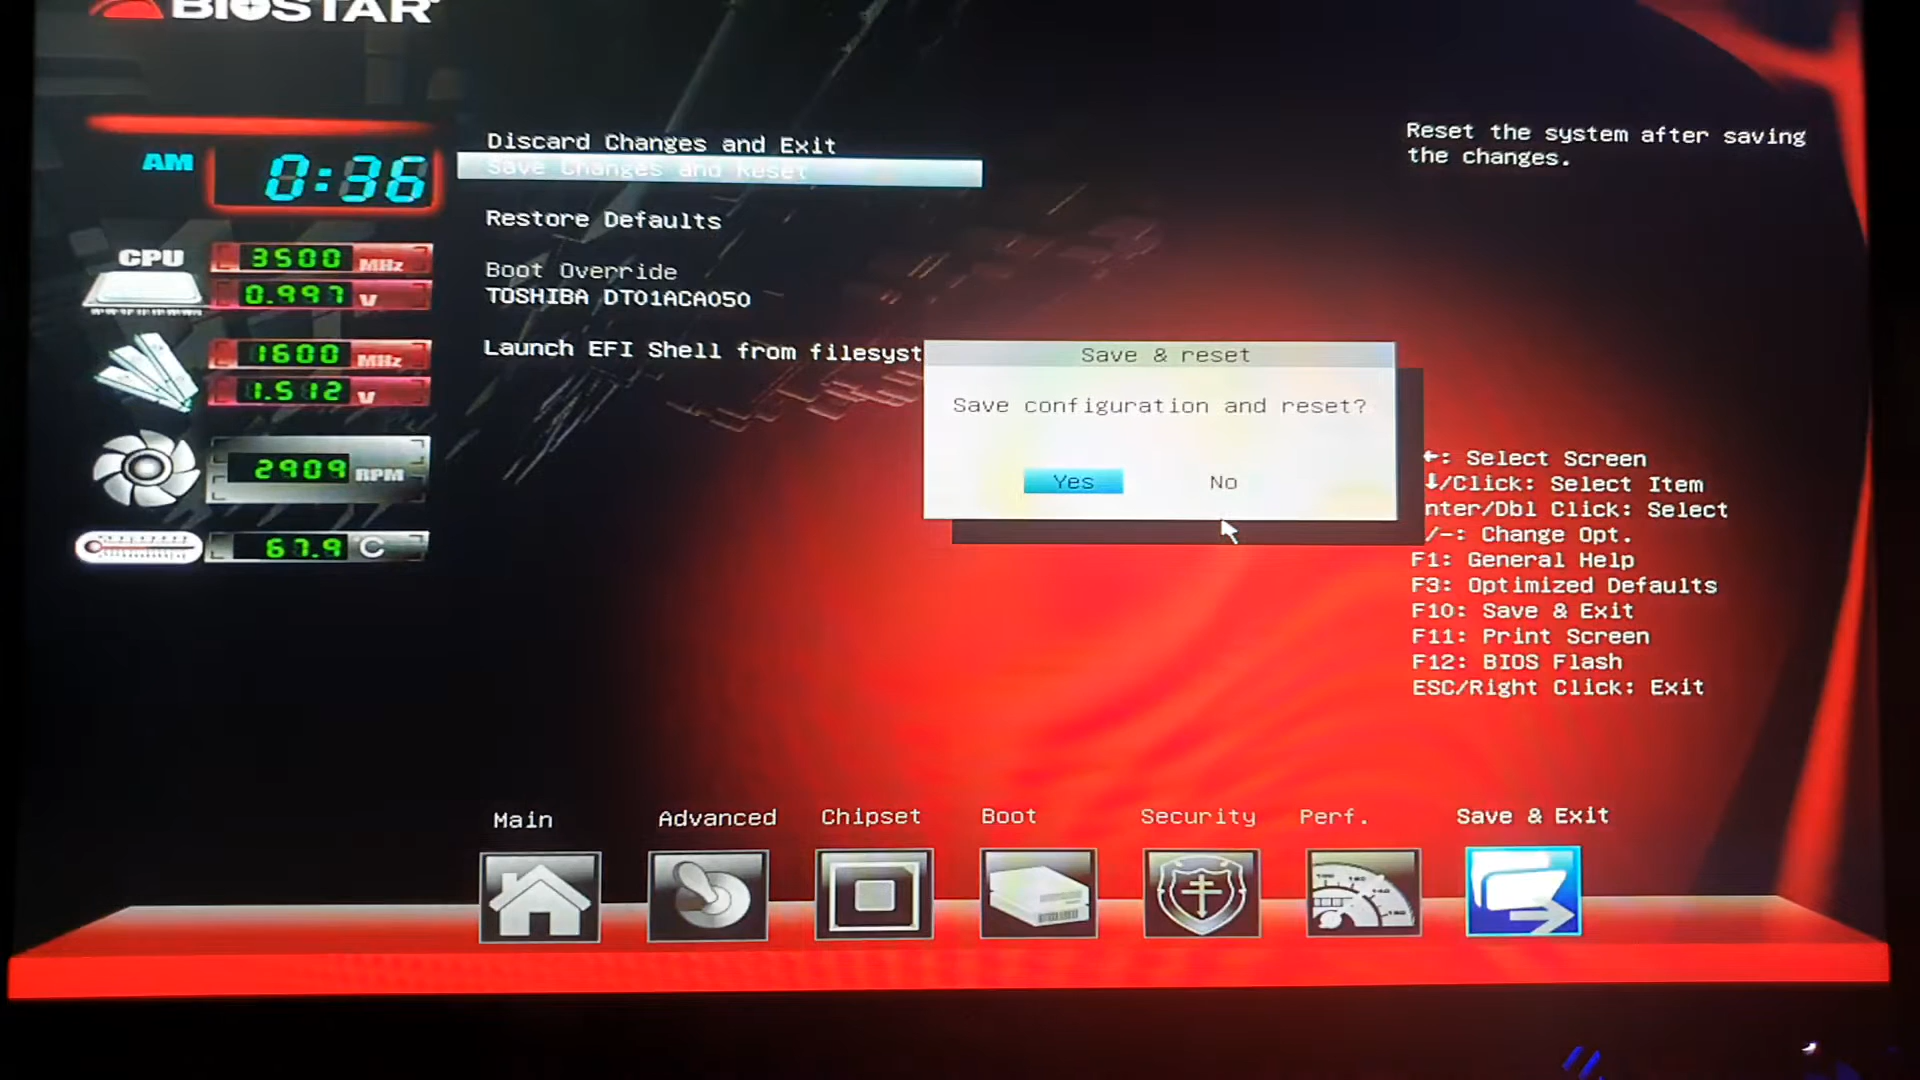 BIOSTAR
AM 0:36
Discard Changes and Exit
Save Changes and Reset
Restore Defaults
Boot Override
TOSHIBA DT01ACA050
Launch EFI Shell from filesyst
Reset the system after saving
the changes.
CPU
3500 MHz
0.997 V
1600 MHz
1.512 V
2909 RPM
67.9 °C
Save & reset
Save configuration and reset?
Yes No
←: Select Screen
↓/Click: Select Item
nter/Dbl Click: Select
/-: Change Opt.
F1: General Help
F3: Optimized Defaults
F10: Save & Exit
F11: Print Screen
F12: BIOS Flash
ESC/Right Click: Exit
Main Advanced Chipset Boot Security Perf. Save & Exit